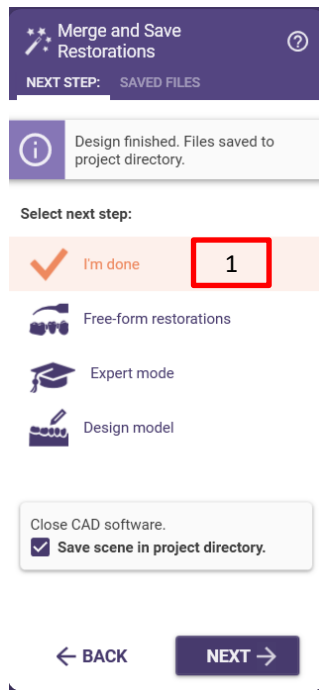 Merge and Save
Restorations
NEXT STEP: SAVED FILES
Design finished. Files saved to
project directory.
Select next step:
I'm done 1
Free-form restorations
Expert mode
Design model
Close CAD software.
Save scene in project directory.
BACK NEXT